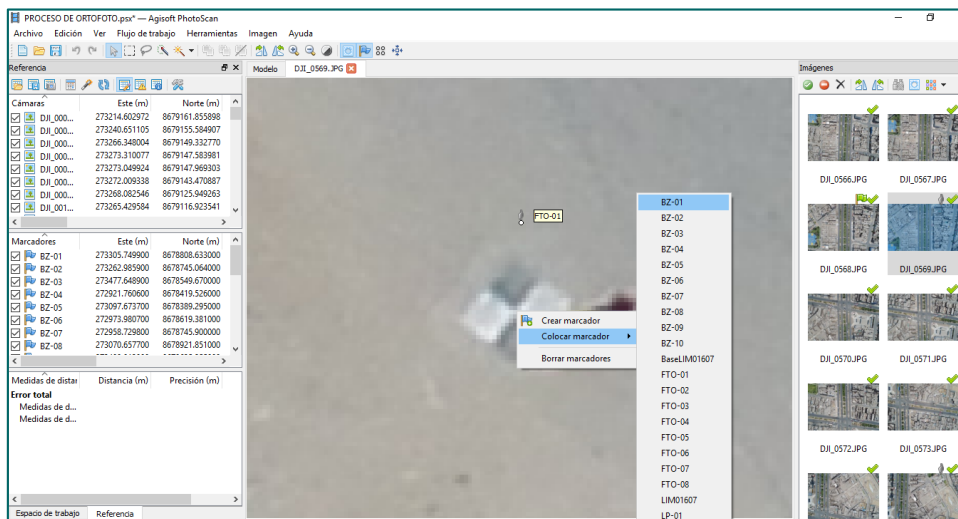 PROCESO DE ORTOFOTO.psx* — Agisoft PhotoScan
Archivo Edición Ver Flujo de trabajo Herramientas Imagen Ayuda
Referencia
Modelo DJI_0569.JPG
Imágenes
Cámaras Este (m) Norte (m)
DJI_000... 273214.602972 8679161.855898
DJI_000... 273240.651105 8679155.584907
DJI_000... 273266.348004 8679149.332770
DJI_000... 273273.310077 8679147.583981
DJI_000... 273273.049924 8679147.969303
DJI_000... 273272.009338 8679143.470887
DJI_000... 273268.082546 8679125.949263
DJI_001... 273265.429584 8679116.923541
Marcadores Este (m) Norte (m)
BZ-01 273305.749900 8678808.633000
BZ-02 273262.985900 8678745.064000
BZ-03 273477.648900 8678549.670000
BZ-04 272921.760600 8678419.526000
BZ-05 273097.673700 8678389.295000
BZ-06 272973.980700 8678619.381000
BZ-07 272958.729800 8678745.900000
BZ-08 273070.657700 8678921.851000
Medidas de distar Distancia (m) Precisión (m)
Error total
Medidas de d...
Medidas de d...
Espacio de trabajo Referencia
FTO-01
Crear marcador
Colocar marcador
Borrar marcadores
BZ-01
BZ-02
BZ-03
BZ-04
BZ-05
BZ-06
BZ-07
BZ-08
BZ-09
BZ-10
BaseLIM01607
FTO-01
FTO-02
FTO-03
FTO-04
FTO-05
FTO-06
FTO-07
FTO-08
LIM01607
LP-01
DJI_0566.JPG DJI_0567.JPG
DJI_0568.JPG DJI_0569.JPG
DJI_0570.JPG DJI_0571.JPG
DJI_0572.JPG DJI_0573.JPG